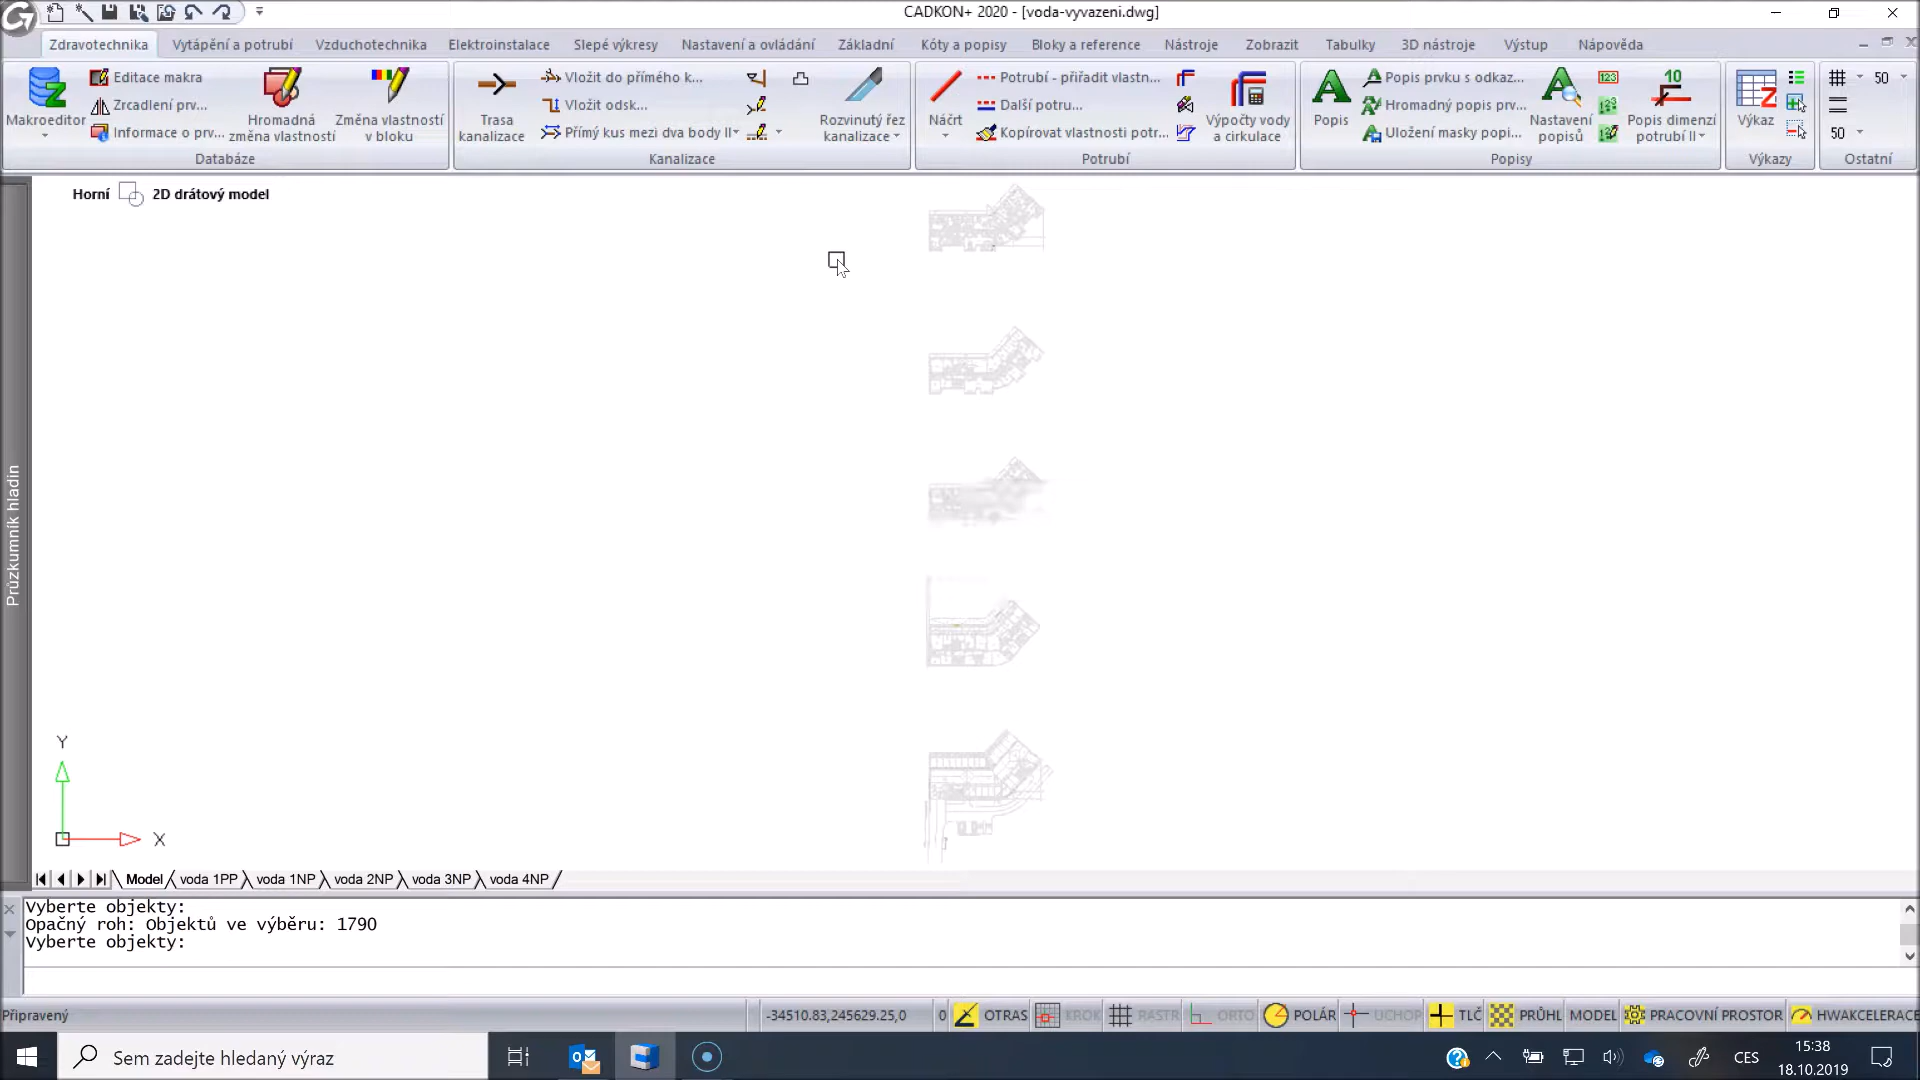 CADKON+ 2020 - [voda-vyvazeni.dwg]
Zdravotechnika Vytápění a potrubí Vzduchotechnika Elektroinstalace Slepé výkresy Nastavení a ovládání Základní Kóty a popisy Bloky a reference Nástroje Zobrazit Tabulky 3D nástroje Výstup Nápověda
Makroeditor
Editace makra
Zrcadlení prv...
Informace o prv...
Hromadná
změna vlastností
Změna vlastností
v bloku
Databáze
Trasa
kanalizace
Vložit do přímého k...
Vložit odsk...
Přímý kus mezi dva body II
Rozvinutý řez
kanalizace
Kanalizace
Náčrt
Potrubí - přiřadit vlastn...
Další potru...
Kopírovat vlastnosti potr...
Výpočty vody
a cirkulace
Potrubí
Popis
Popis prvku s odkaz...
Hromadný popis prv...
Uložení masky popi...
Nastavení
popisů
123
10
Popis dimenzí
potrubí II
Popisy
Výkaz
Výkazy
50
50
Ostatní
Horní 2D drátový model
Průzkumník hladin
Y
X
Model voda 1PP voda 1NP voda 2NP voda 3NP voda 4NP
Vyberte objekty:
Opačný roh: Objektů ve výběru: 1790
Vyberte objekty:
Připravený -34510.83,245629.25,0 0 OTRAS KROK RASTR ORTO POLÁR UCHOP TLČ PRŮHL MODEL PRACOVNÍ PROSTOR HWAKCELERACE
Sem zadejte hledaný výraz
CES
15:38
18.10.2019